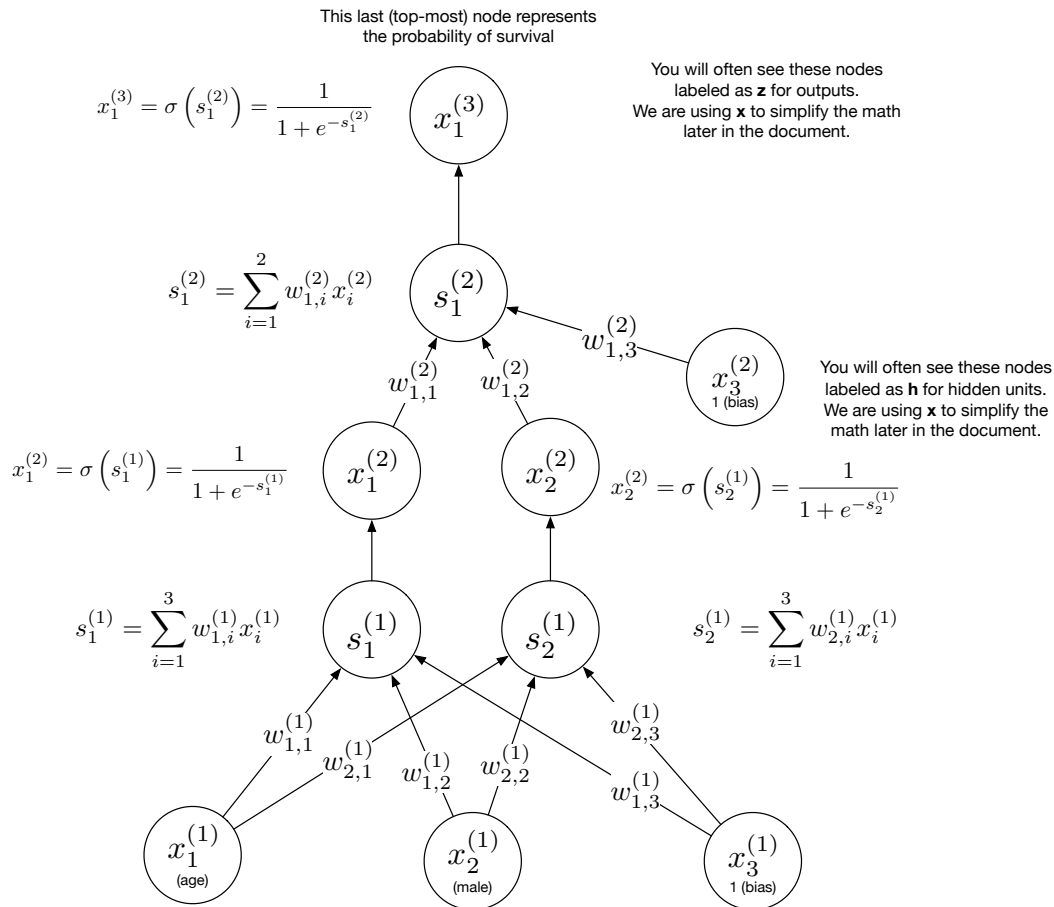 This last (top-most) node represents
the probability of survival
You will often see these nodes
labeled as z for outputs.
We are using x to simplify the math
later in the document.
x_1^{(3)} = σ(s_1^{(2)}) = \frac{1}{1 + e^{-s_1^{(2)}}}
x_1^{(3)}
s_1^{(2)} = \sum_{i=1}^{2} w_{1,i}^{(2)} x_i^{(2)}
s_1^{(2)}
w_{1,3}^{(2)}
w_{1,1}^{(2)}
w_{1,2}^{(2)}
x_3^{(2)}
1 (bias)
You will often see these nodes
labeled as h for hidden units.
We are using x to simplify the
math later in the document.
x_1^{(2)} = σ(s_1^{(1)}) = \frac{1}{1 + e^{-s_1^{(1)}}}
x_1^{(2)}
x_2^{(2)}
x_2^{(2)} = σ(s_2^{(1)}) = \frac{1}{1 + e^{-s_2^{(1)}}}
s_1^{(1)} = \sum_{i=1}^{3} w_{1,i}^{(1)} x_i^{(1)}
s_1^{(1)}
s_2^{(1)}
s_2^{(1)} = \sum_{i=1}^{3} w_{2,i}^{(1)} x_i^{(1)}
w_{1,1}^{(1)}
w_{2,1}^{(1)}
w_{1,2}^{(1)}
w_{2,2}^{(1)}
w_{2,3}^{(1)}
w_{1,3}^{(1)}
x_1^{(1)}
(age)
x_2^{(1)}
(male)
x_3^{(1)}
1 (bias)